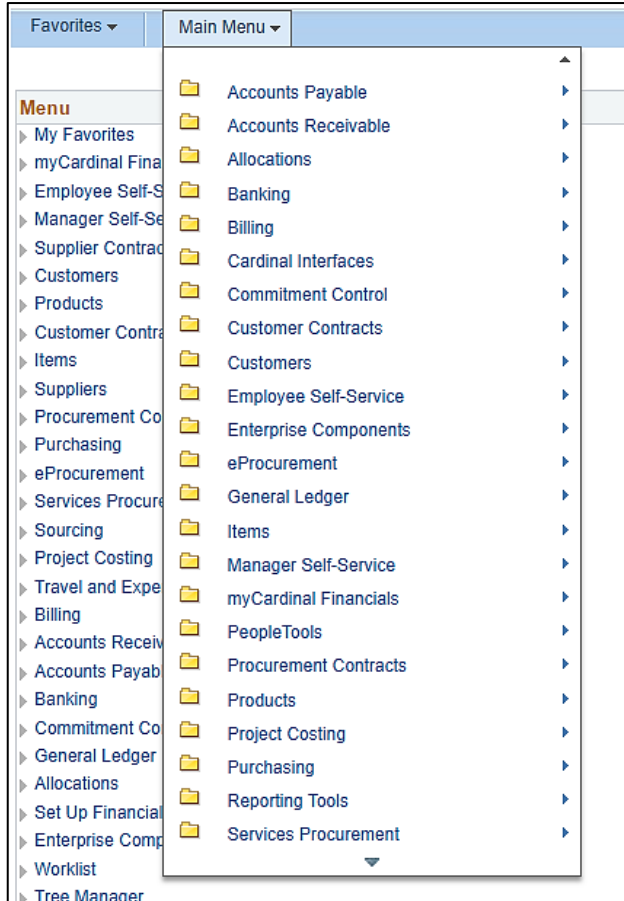 Favorites
Main Menu
Menu
My Favorites
myCardinal Fina
Employee Self-S
Manager Self-Se
Supplier Contrac
Customers
Products
Customer Contra
Items
Suppliers
Procurement Co
Purchasing
eProcurement
Services Procure
Sourcing
Project Costing
Travel and Expe
Billing
Accounts Receiv
Accounts Payabl
Banking
Commitment Co
General Ledger
Allocations
Set Up Financial
Enterprise Comp
Worklist
Tree Manager
Accounts Payable
Accounts Receivable
Allocations
Banking
Billing
Cardinal Interfaces
Commitment Control
Customer Contracts
Customers
Employee Self-Service
Enterprise Components
eProcurement
General Ledger
Items
Manager Self-Service
myCardinal Financials
PeopleTools
Procurement Contracts
Products
Project Costing
Purchasing
Reporting Tools
Services Procurement